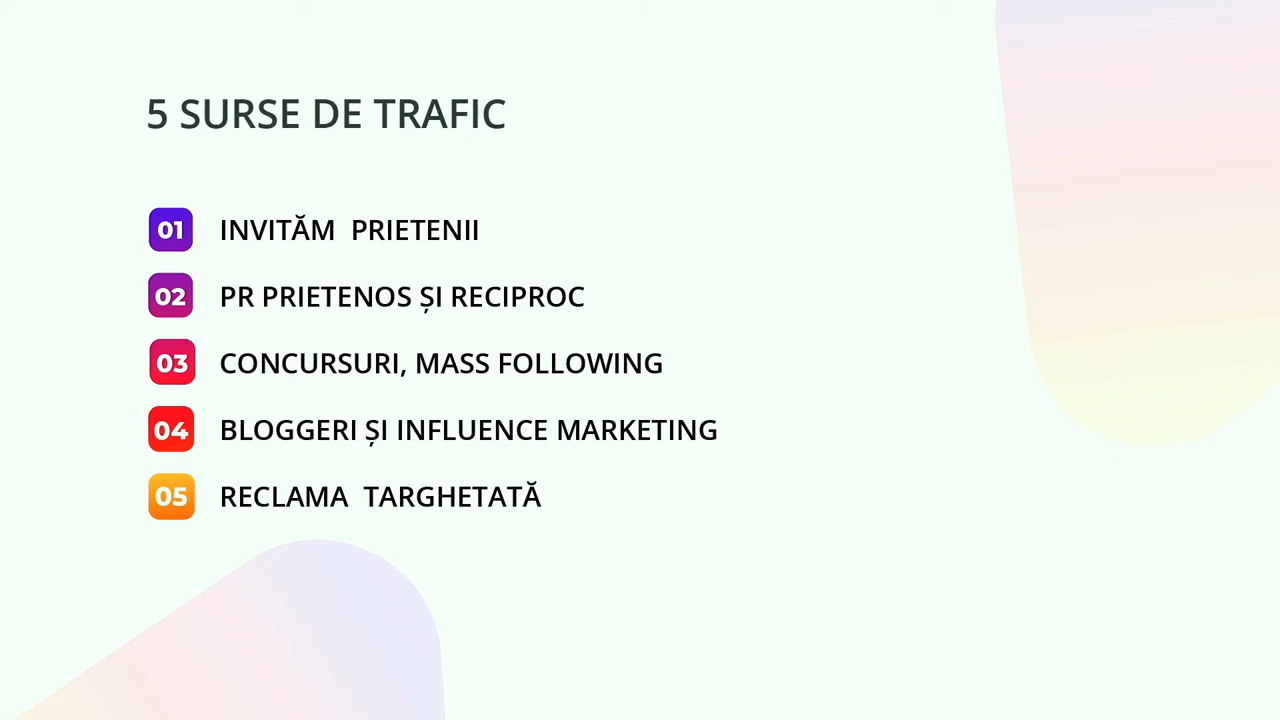 5 SURSE DE TRAFIC
01 INVITĂM PRIETENII
02 PR PRIETENOS ȘI RECIPROC
03 CONCURSURI, MASS FOLLOWING
04 BLOGGERI ȘI INFLUENCE MARKETING
05 RECLAMA TARGHETATĂ